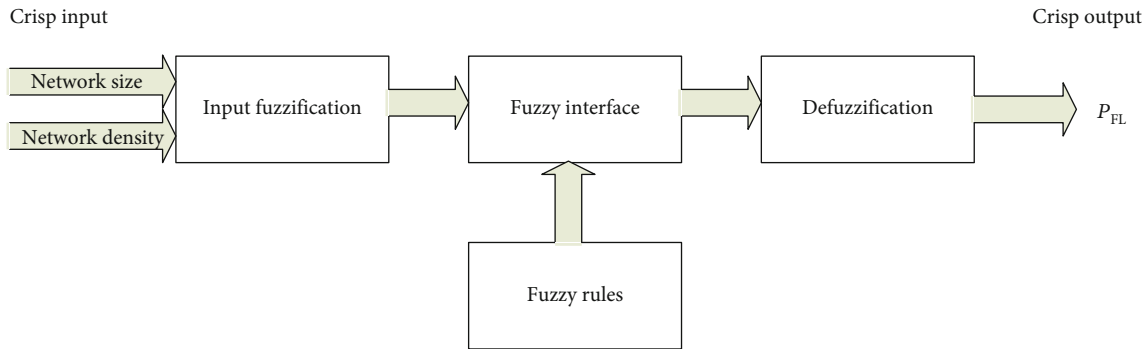 Crisp input
Crisp output
Network size
Network density
Input fuzzification
Fuzzy interface
Defuzzification
P_FL
Fuzzy rules